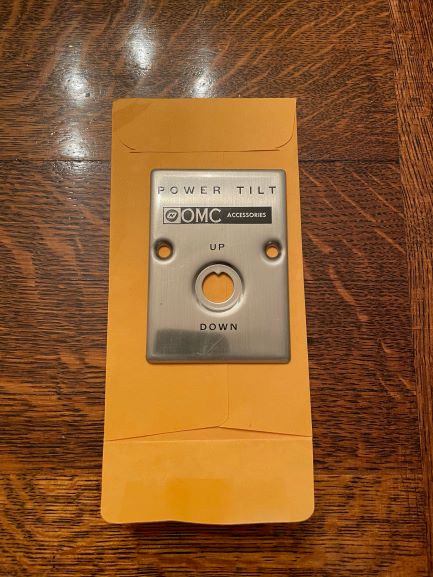 POWER TILT
OMC ACCESSORIES
UP
DOWN